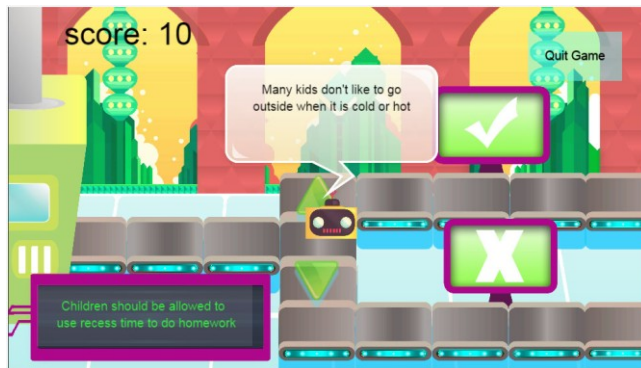 score: 10
Quit Game
Many kids don't like to go
outside when it is cold or hot
Children should be allowed to
use recess time to do homework